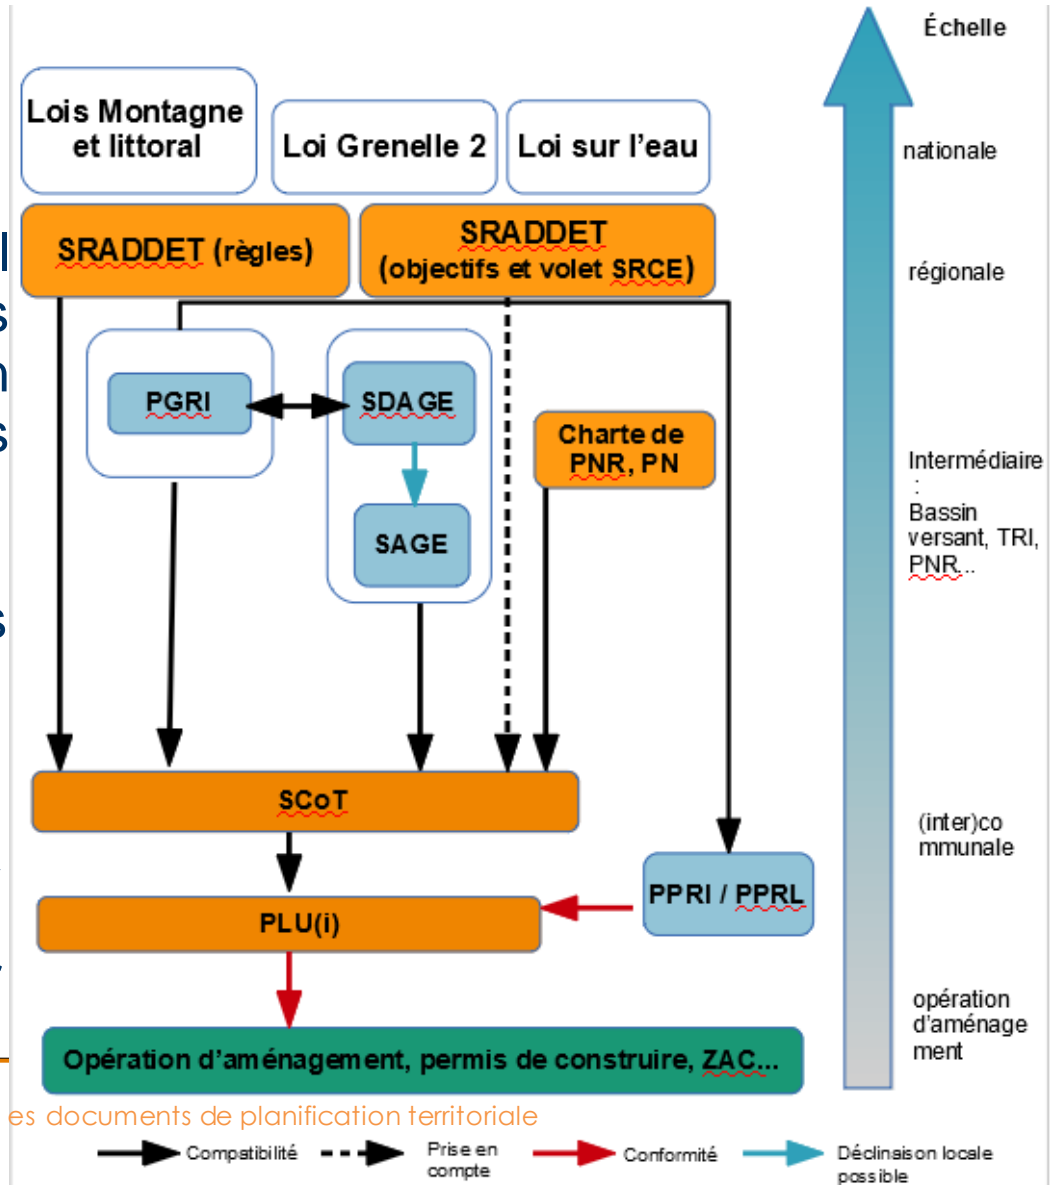 Échelle
Lois Montagne
et littoral
Loi Grenelle 2
Loi sur l'eau
nationale
SRADDET (règles)
SRADDET
(objectifs et volet SRCE)
régionale
PGRI
SDAGE
SAGE
Charte de
PNR, PN
Intermédiaire
:
Bassin
versant, TRI,
PNR...
SCoT
(inter)co
mmunale
PPRI / PPRL
PLU(i)
opération
d'aménage
ment
Opération d'aménagement, permis de construire, ZAC...
es documents de planification territoriale
Compatibilité
Prise en
compte
Conformité
Déclinaison locale
possible